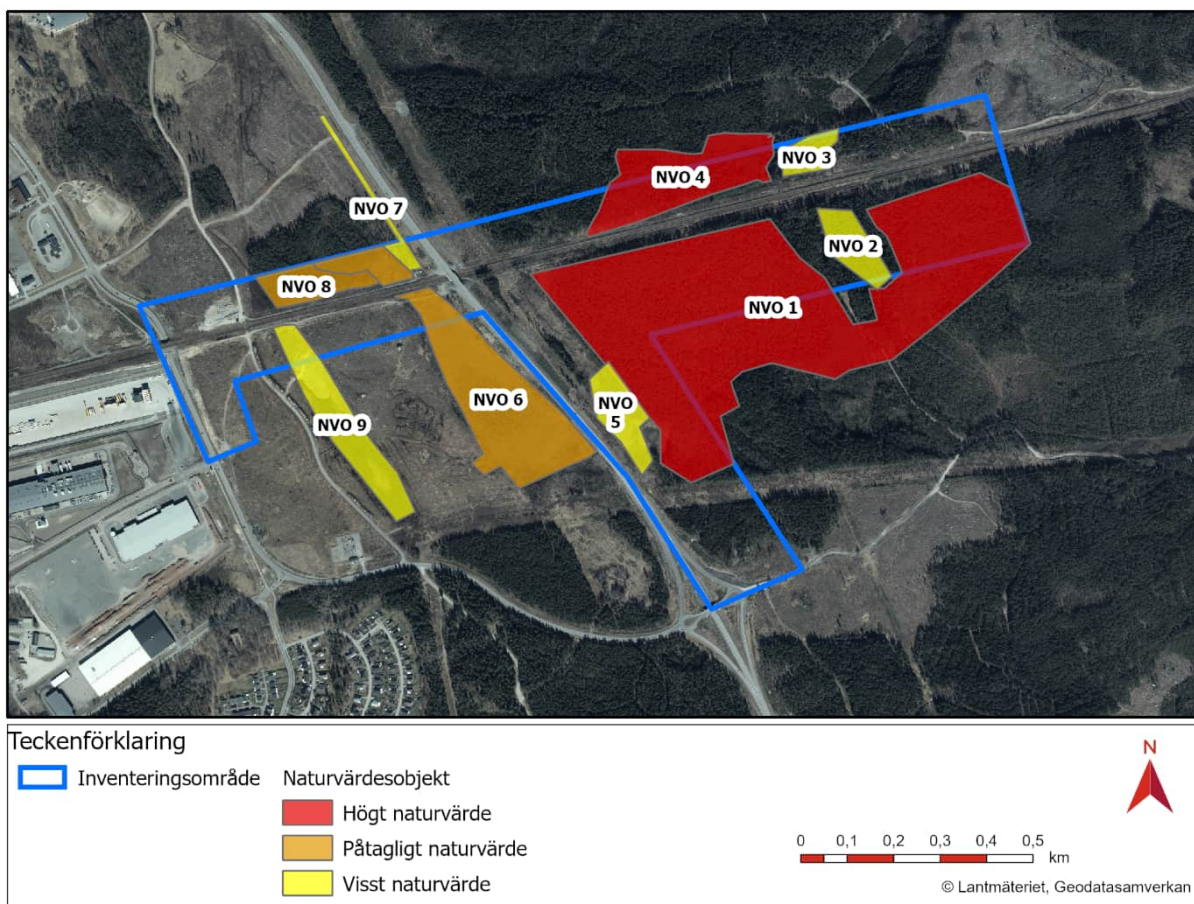 NVO 3
NVO 4
NVO 7
NVO 2
NVO 8
NVO 1
NVO 6
NVO
5
NVO 9
Teckenförklaring
Inventeringsområde
Naturvärdesobjekt
Högt naturvärde
Påtagligt naturvärde
Visst naturvärde
N
0 0,1 0,2 0,3 0,4 0,5
km
© Lantmäteriet, Geodatasamverkan